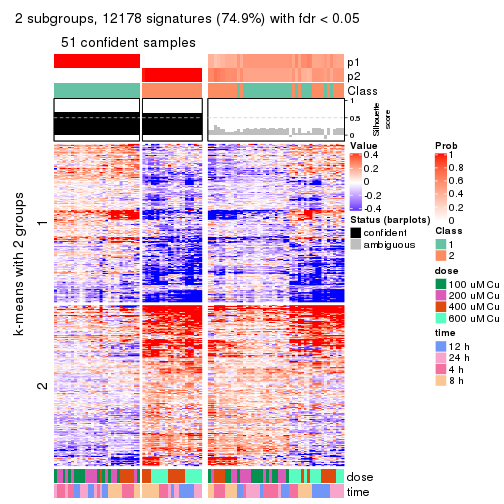 2 subgroups, 12178 signatures (74.9%) with fdr < 0.05
51 confident samples
p1
p2
Class
1
0.5
0
Silhouette
score
k-means with 2 groups
1
2
dose
time
Value
0.4
0.2
0
-0.2
-0.4
Status (barplots)
confident
ambiguous
Prob
1
0.8
0.6
0.4
0.2
0
Class
1
2
dose
100 uM Cu
200 uM Cu
400 uM Cu
600 uM Cu
time
12 h
24 h
4 h
8 h